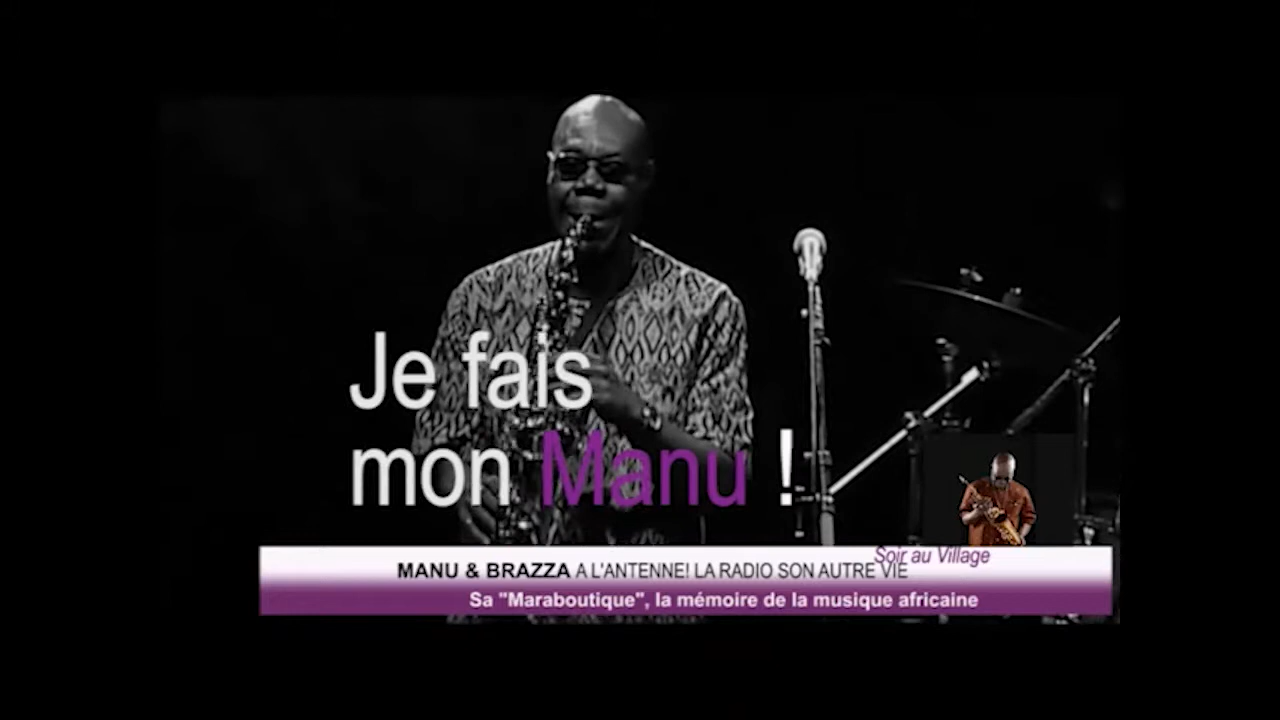 Je fais
mon Manu !
Soir au Village
MANU & BRAZZA A L'ANTENNE! LA RADIO SON AUTRE VIE
Sa "Maraboutique", la mémoire de la musique africaine